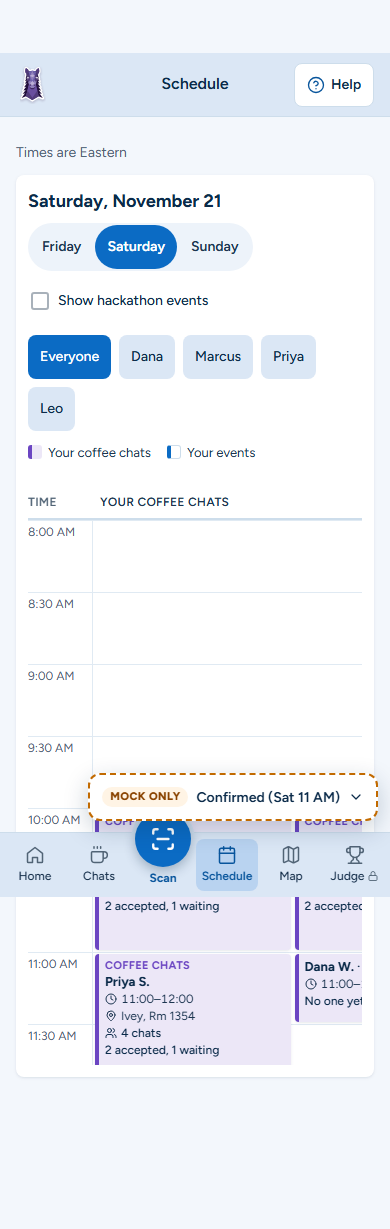 Schedule
Help
Times are Eastern
Saturday, November 21
Friday Saturday Sunday
Show hackathon events
Everyone Dana Marcus Priya
Leo
Your coffee chats Your events
TIME YOUR COFFEE CHATS
8:00 AM
8:30 AM
9:00 AM
9:30 AM
MOCK ONLY Confirmed (Sat 11 AM)
10:00 AM
Home Chats Scan Schedule Map Judge
2 accepted, 1 waiting 2 accepted
11:00 AM
COFFEE CHATS
Priya S.
11:00–12:00
Ivey, Rm 1354
4 chats
2 accepted, 1 waiting
Dana W. ·
11:00–
No one yet
11:30 AM